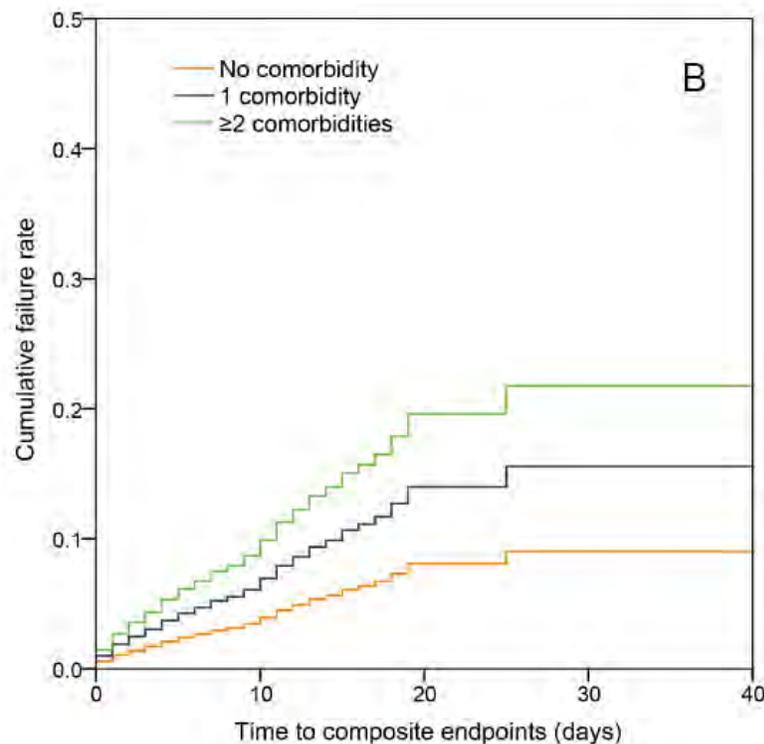 0.5
No comorbidity
1 comorbidity
≥2 comorbidities
B
0.4
0.3
0.2
0.1
0.0
Cumulative failure rate
0
10
20
30
40
Time to composite endpoints (days)